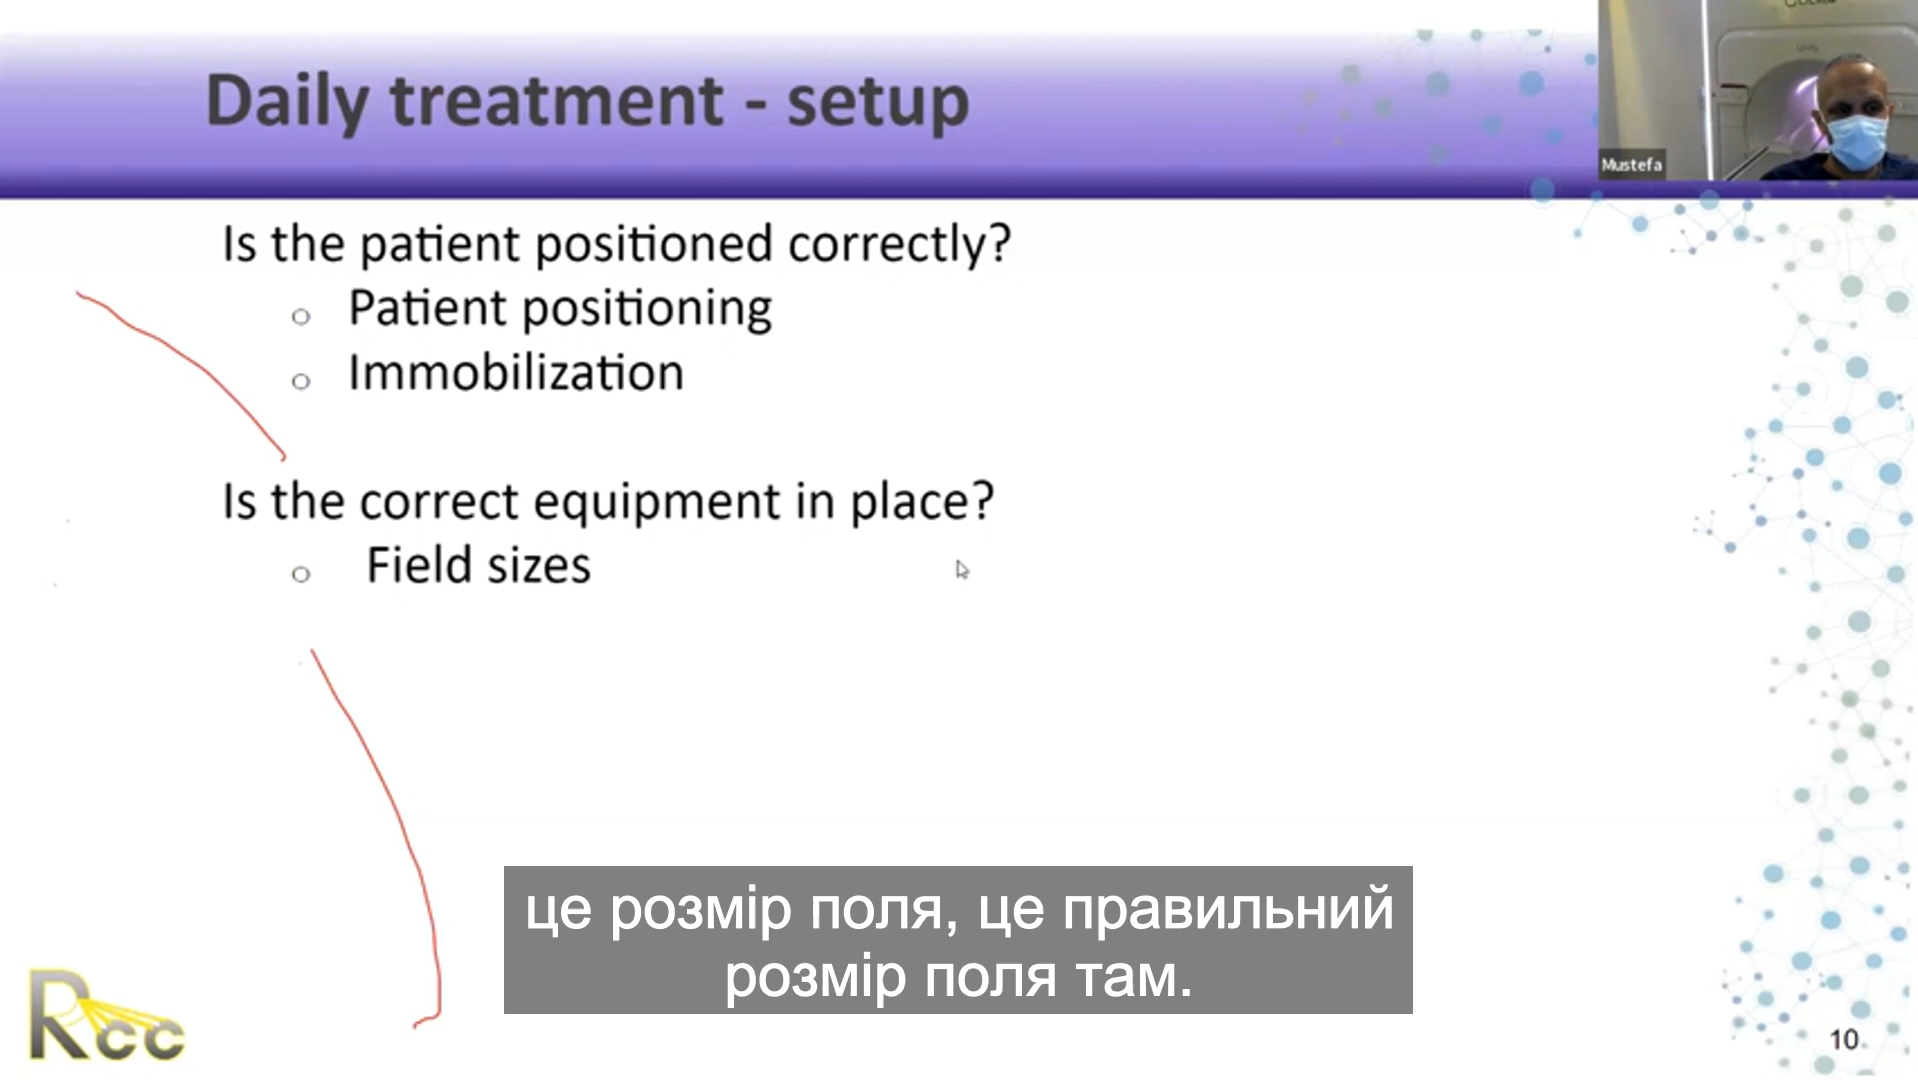 Daily treatment - setup
Mustefa
Is the patient positioned correctly?
Patient positioning
Immobilization
Is the correct equipment in place?
Field sizes
це розмір поля, це правильний
розмір поля там.
Rcc
10